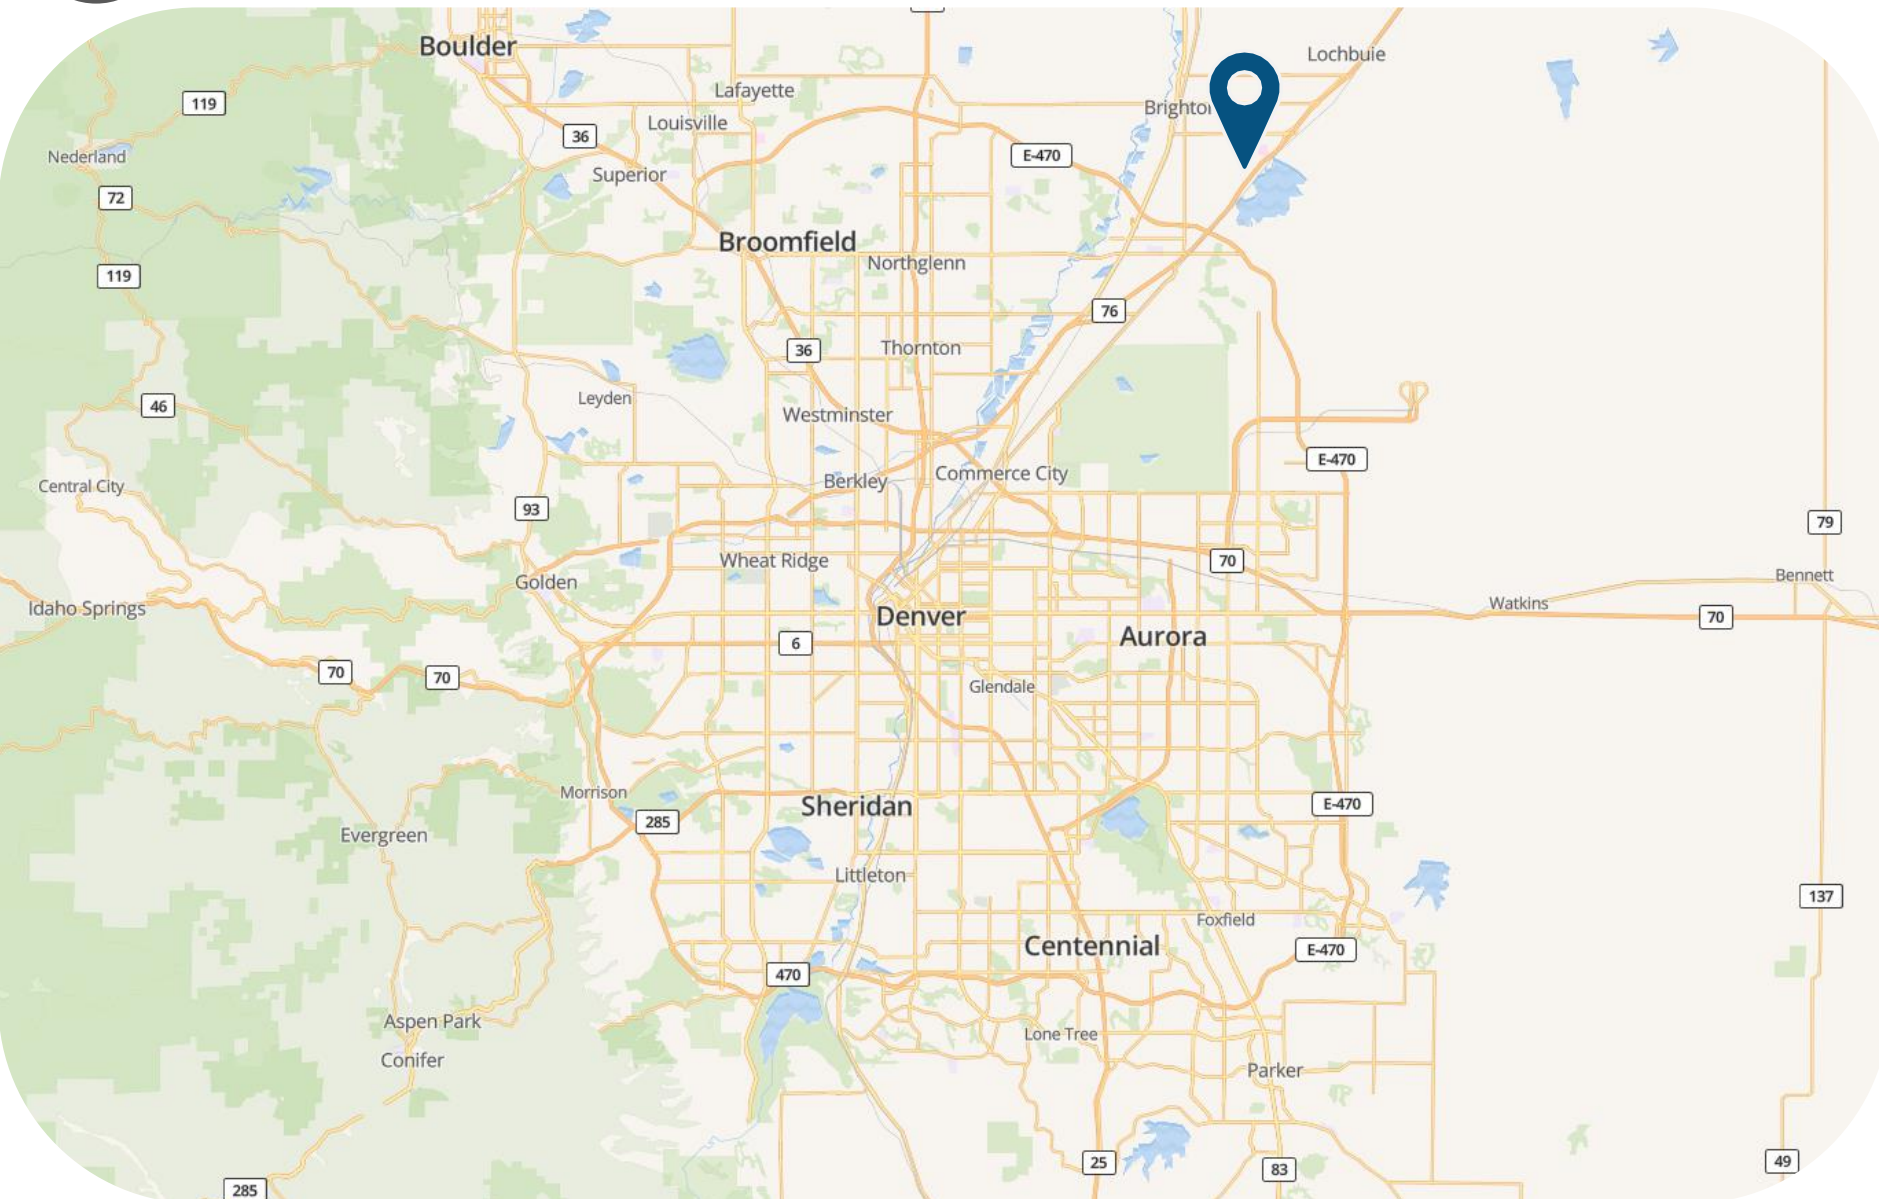 Boulder
Lochbuie
Lafayette
119
Brighton
Louisville
36
E-470
Nederland
Superior
72
Broomfield
Northglenn
119
76
Thornton
36
Leyden
46
Westminster
E-470
Commerce City
Berkley
Central City
93
79
Wheat Ridge
70
Golden
Bennett
Watkins
Idaho Springs
Denver
70
Aurora
6
70
70
Glendale
Morrison
E-470
Sheridan
285
Evergreen
Littleton
137
Foxfield
Centennial
E-470
470
Aspen Park
Lone Tree
Conifer
Parker
25
83
49
285